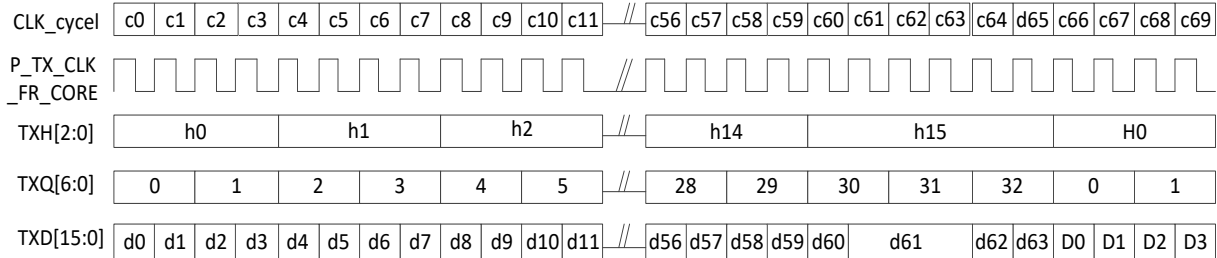 CLK_cycel c0 c1 c2 c3 c4 c5 c6 c7 c8 c9 c10 c11 c56 c57 c58 c59 c60 c61 c62 c63 c64 d65 c66 c67 c68 c69
P_TX_CLK
_FR_CORE
TXH[2:0] h0 h1 h2 h14 h15 H0
TXQ[6:0] 0 1 2 3 4 5 28 29 30 31 32 0 1
TXD[15:0] d0 d1 d2 d3 d4 d5 d6 d7 d8 d9 d10 d11 d56 d57 d58 d59 d60 d61 d62 d63 D0 D1 D2 D3